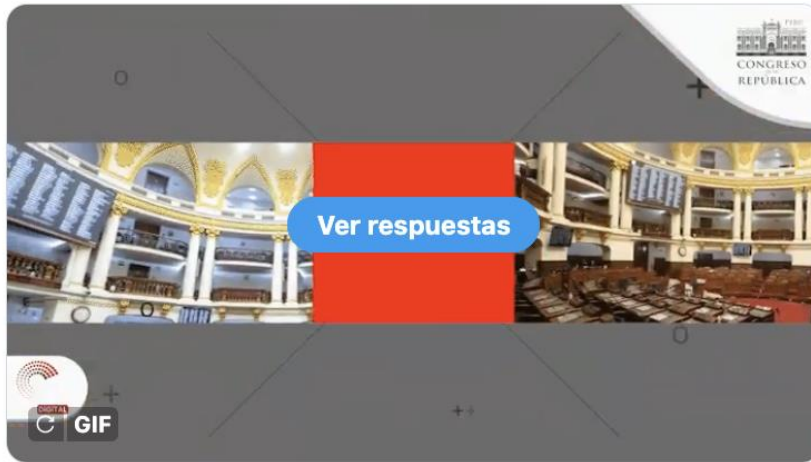 PERÚ
CONGRESO
REPÚBLICA
Ver respuestas
DIGITAL
GIF